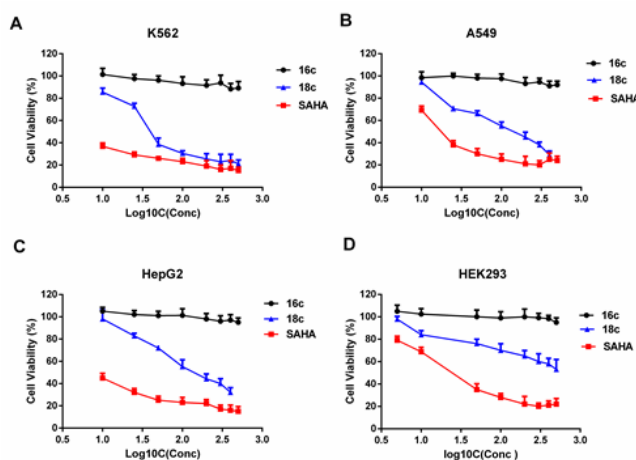 A
K562
Cell Viability (%)
120
100
80
60
40
20
0
0.5 1.0 1.5 2.0 2.5 3.0
Log10C(Conc)
16c
18c
SAHA
B
A549
Cell Viability (%)
120
100
80
60
40
20
0
0.5 1.0 1.5 2.0 2.5 3.0
Log10C(Conc)
16c
18c
SAHA
C
HepG2
Cell Viability (%)
120
100
80
60
40
20
0
0.5 1.0 1.5 2.0 2.5 3.0
Log10C(Conc)
16c
18c
SAHA
D
HEK293
Cell Viability (%)
120
100
80
60
40
20
0
0.5 1.0 1.5 2.0 2.5 3.0
log10C(Conc )
16c
18c
SAHA